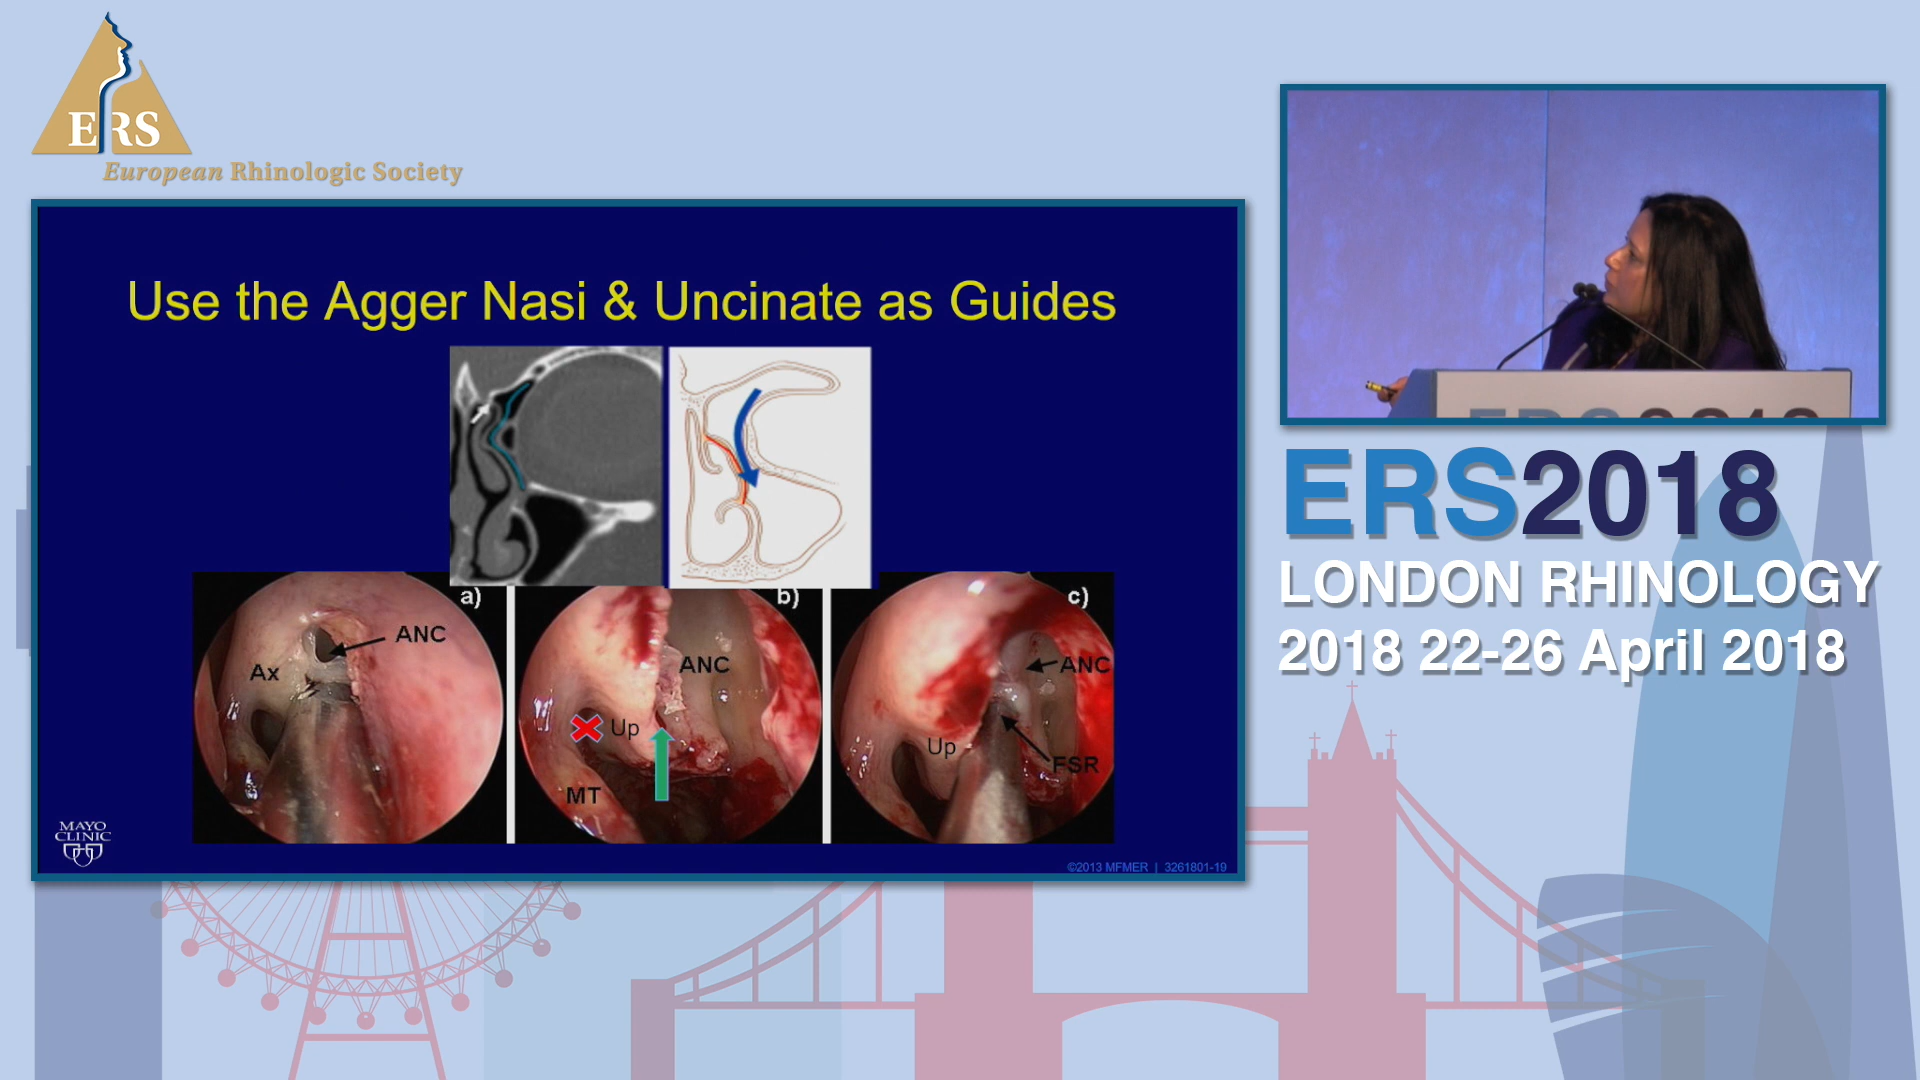 ERS
European Rhinologic Society
Use the Agger Nasi & Uncinate as Guides
a)
ANC
Ax
b)
ANC
Up
MT
c)
ANC
Up
FSR
MAYO
CLINIC
©2013 MFMER | 3261801-19
ERS2018
LONDON RHINOLOGY
2018 22-26 April 2018